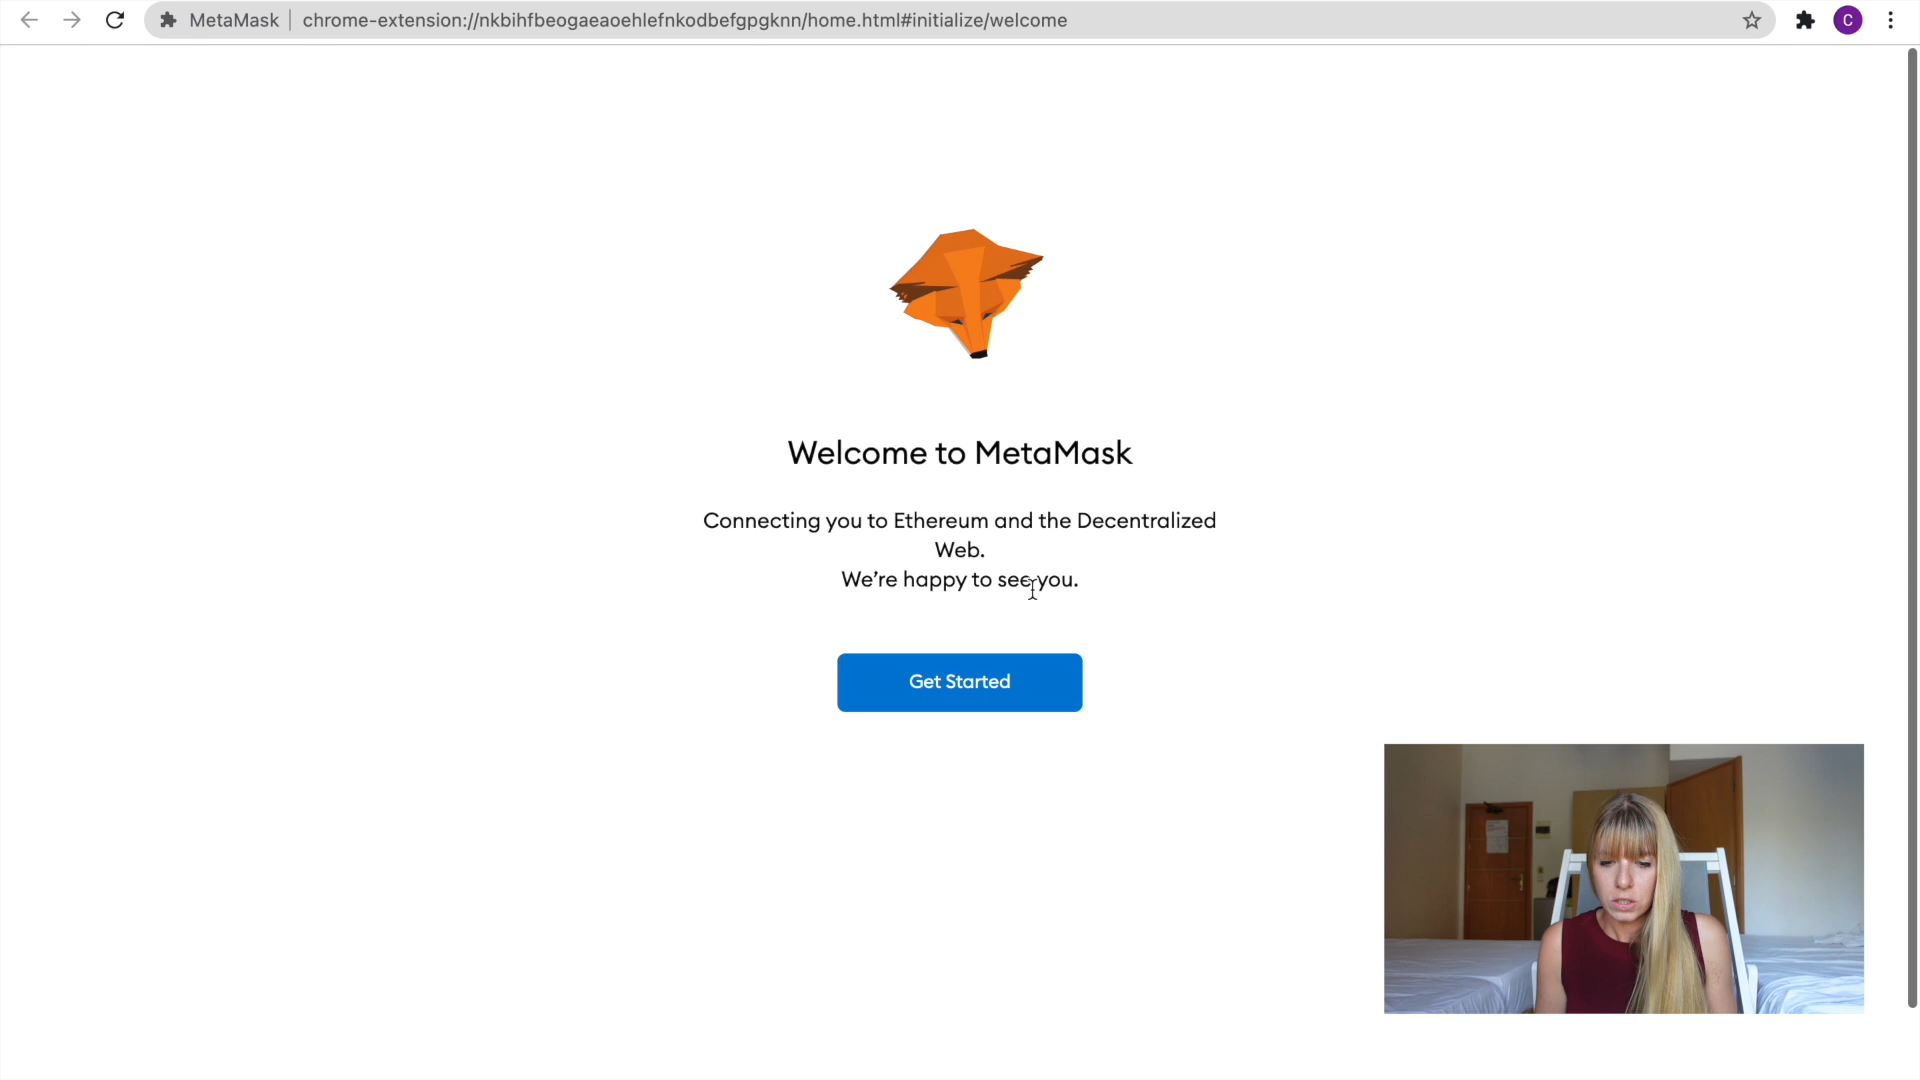 MetaMask chrome-extension://nkbihfbeogaeaoehlefnkodbefgpgknn/home.html#initialize/welcome
C
Welcome to MetaMask
Connecting you to Ethereum and the Decentralized
Web.
We’re happy to see you.
Get Started